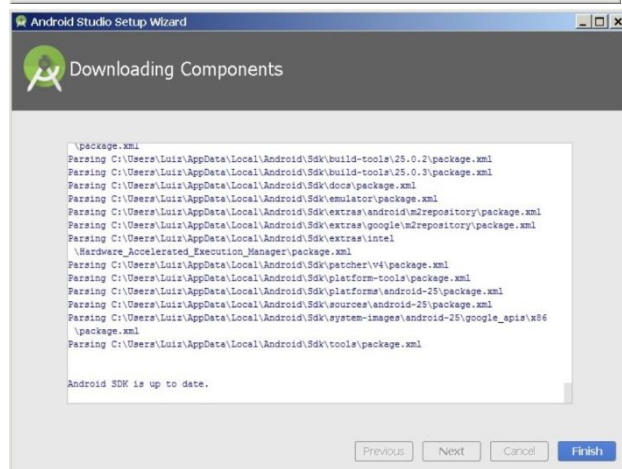 Android Studio Setup Wizard
Downloading Components
\package.xml
Parsing C:\Users\Luiz\AppData\Local\Android\Sdk\build-tools\25.0.2\package.xml
Parsing C:\Users\Luiz\AppData\Local\Android\Sdk\build-tools\25.0.3\package.xml
Parsing C:\Users\Luiz\AppData\Local\Android\Sdk\docs\package.xml
Parsing C:\Users\Luiz\AppData\Local\Android\Sdk\emulator\package.xml
Parsing C:\Users\Luiz\AppData\Local\Android\Sdk\extras\android\m2repository\package.xml
Parsing C:\Users\Luiz\AppData\Local\Android\Sdk\extras\google\m2repository\package.xml
Parsing C:\Users\Luiz\AppData\Local\Android\Sdk\extras\intel
\Hardware_Accelerated_Execution_Manager\package.xml
Parsing C:\Users\Luiz\AppData\Local\Android\Sdk\patcher\v4\package.xml
Parsing C:\Users\Luiz\AppData\Local\Android\Sdk\platform-tools\package.xml
Parsing C:\Users\Luiz\AppData\Local\Android\Sdk\platforms\android-25\package.xml
Parsing C:\Users\Luiz\AppData\Local\Android\Sdk\sources\android-25\package.xml
Parsing C:\Users\Luiz\AppData\Local\Android\Sdk\system-images\android-25\google_apis\x86
\package.xml
Parsing C:\Users\Luiz\AppData\Local\Android\Sdk\tools\package.xml
Android SDK is up to date.
Previous Next Cancel Finish